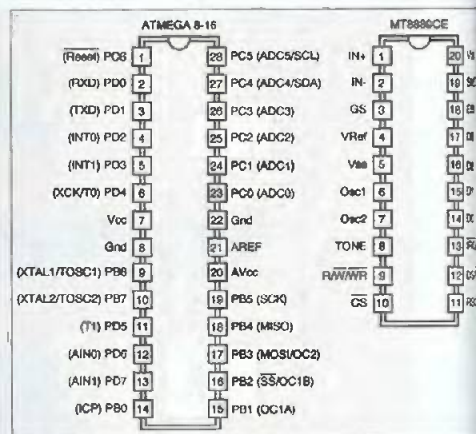 ATMEGA 8-16
(Reset) PC6 1
(RXD) PD0 2
(TXD) PD1 3
(INT0) PD2 4
(INT1) PD3 5
(XCK/T0) PD4 6
Vcc 7
Gnd 8
(XTAL1/TOSC1) PB6 9
(XTAL2/TOSC2) PB7 10
(T1) PD5 11
(AIN0) PD6 12
(AIN1) PD7 13
(ICP) PB0 14
28 PC5 (ADC5/SCL)
27 PC4 (ADC4/SDA)
26 PC3 (ADC3)
25 PC2 (ADC2)
24 PC1 (ADC1)
23 PC0 (ADC0)
22 Gnd
21 AREF
20 AVcc
19 PB5 (SCK)
18 PB4 (MISO)
17 PB3 (MOSI/OC2)
16 PB2 (SS/OC1B)
15 PB1 (OC1A)
MT8880CE
IN+ 1
IN- 2
GS 3
VRef 4
Vss 5
Osc1 6
Osc2 7
TONE 8
R/W/WR 9
CS 10
20
19
18
17
16
15
14
13
12
11